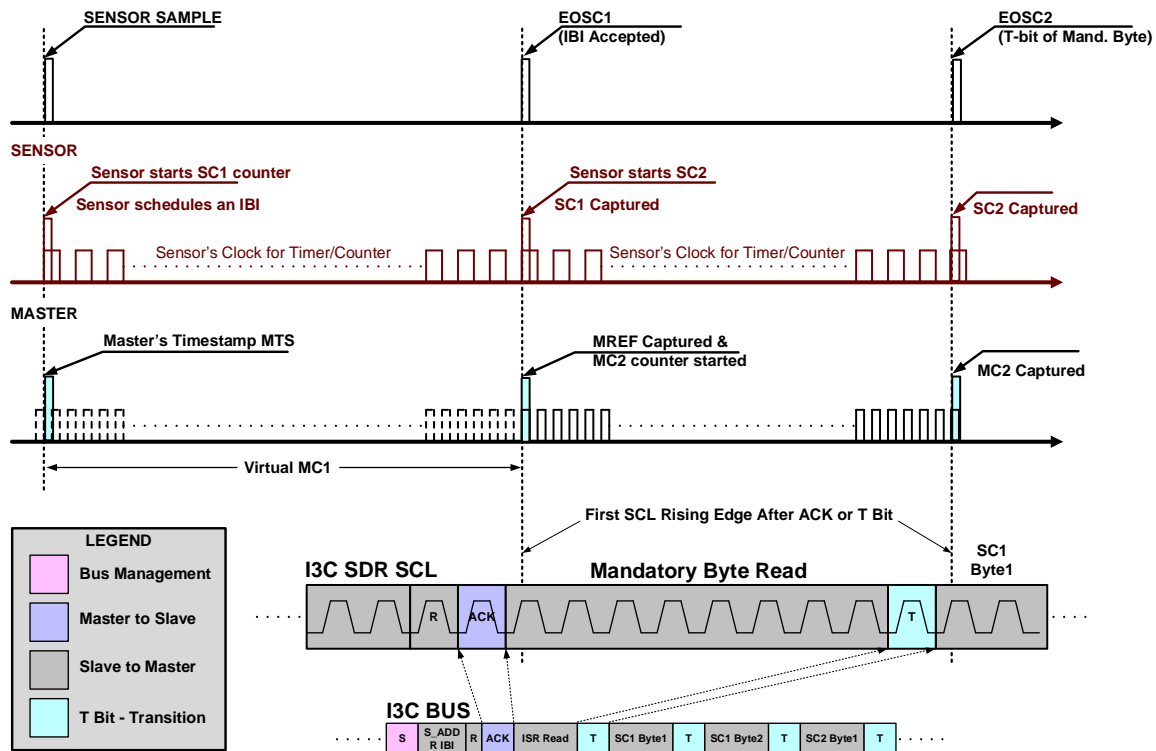 SENSOR SAMPLE
EOSC1
(IBI Accepted)
EOSC2
(T-bit of Mand. Byte)
SENSOR
Sensor starts SC1 counter
Sensor schedules an IBI
Sensor starts SC2
SC1 Captured
SC2 Captured
Sensor's Clock for Timer/Counter
Sensor's Clock for Timer/Counter
MASTER
Master's Timestamp MTS
MREF Captured &
MC2 counter started
MC2 Captured
Virtual MC1
First SCL Rising Edge After ACK or T Bit
LEGEND
Bus Management
Master to Slave
Slave to Master
T Bit - Transition
I3C SDR SCL
Mandatory Byte Read
SC1
Byte1
R
ACK
T
I3C BUS
S
S_ADD
R IBI
R
ACK
ISR Read
T
SC1 Byte1
T
SC1 Byte2
T
SC2 Byte1
T